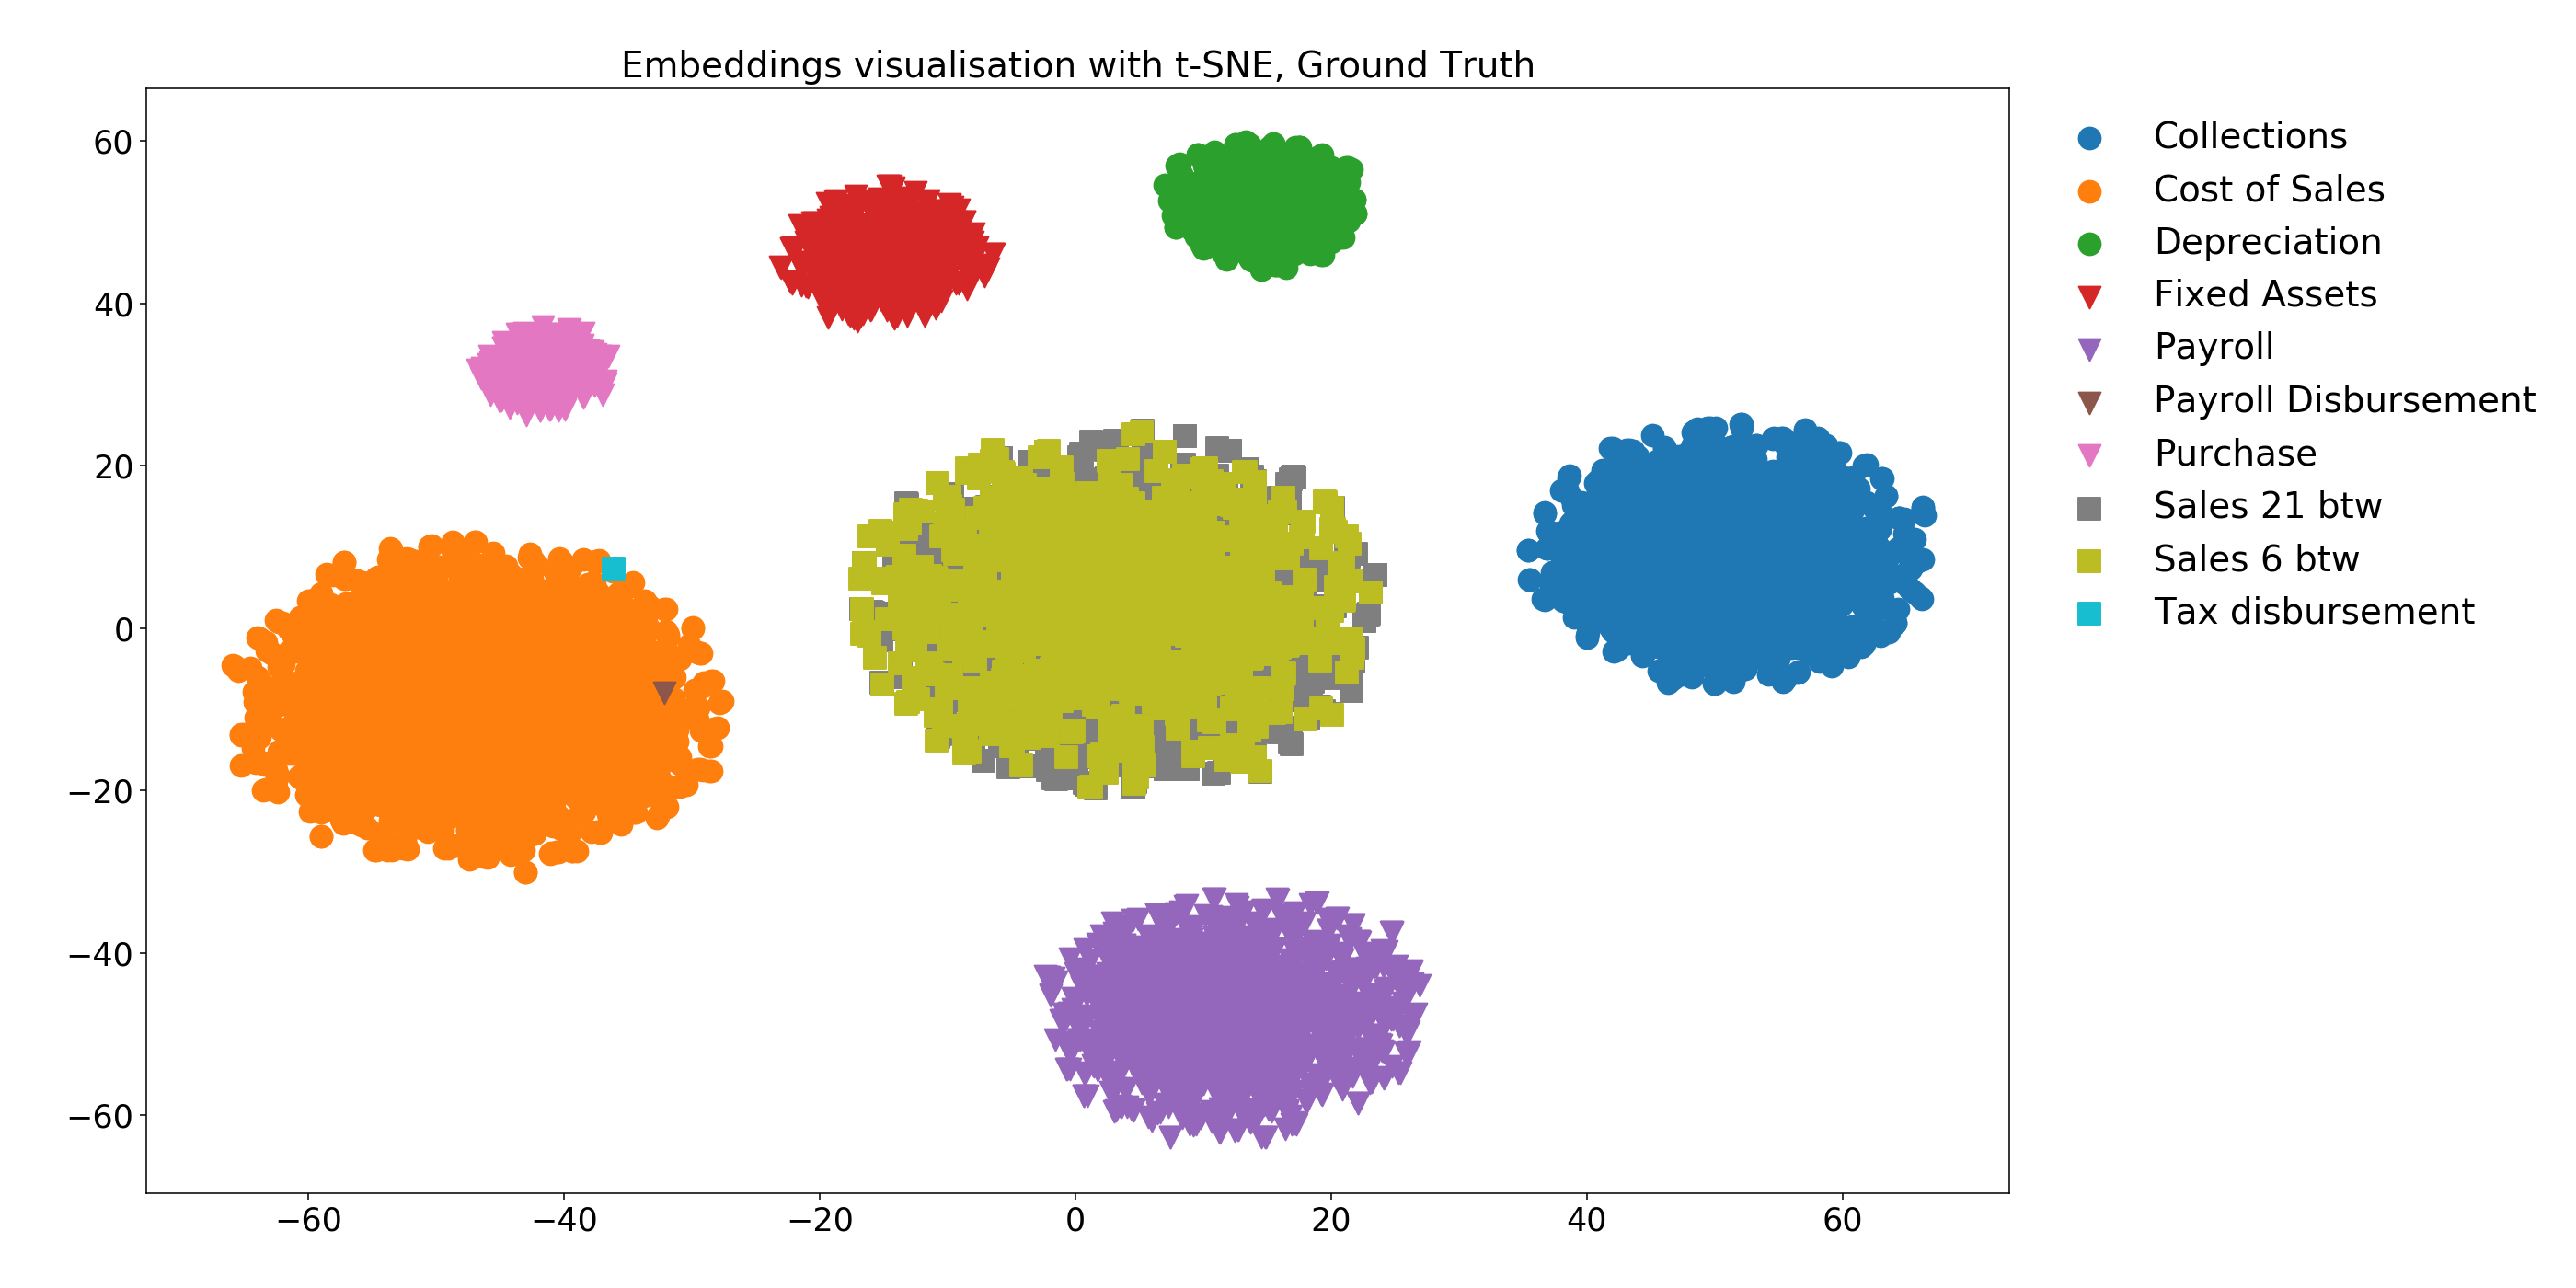 Embeddings visualisation with t-SNE, Ground Truth
60
40
20
0
−20
−40
−60
−60 −40 −20 0 20 40 60
Collections
Cost of Sales
Depreciation
Fixed Assets
Payroll
Payroll Disbursement
Purchase
Sales 21 btw
Sales 6 btw
Tax disbursement